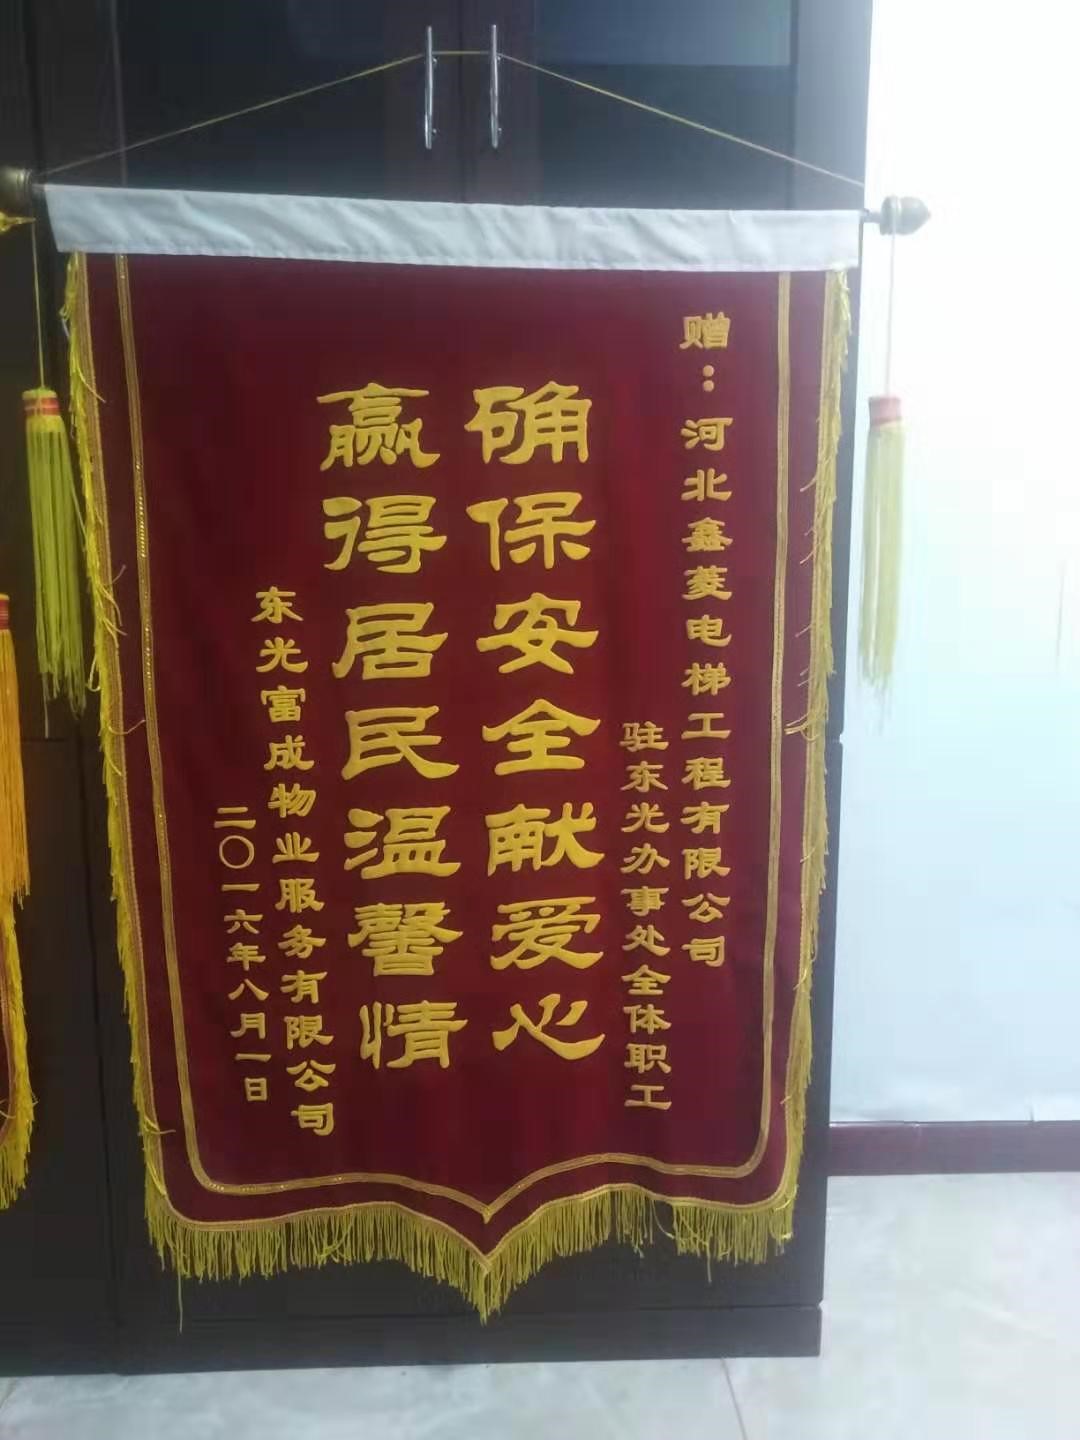 赠：河北鑫菱电梯工程有限公司
驻东光办事处全体职工
确保安全献爱心
赢得居民温馨情
东光富成物业服务有限公司
二〇一六年八月一日